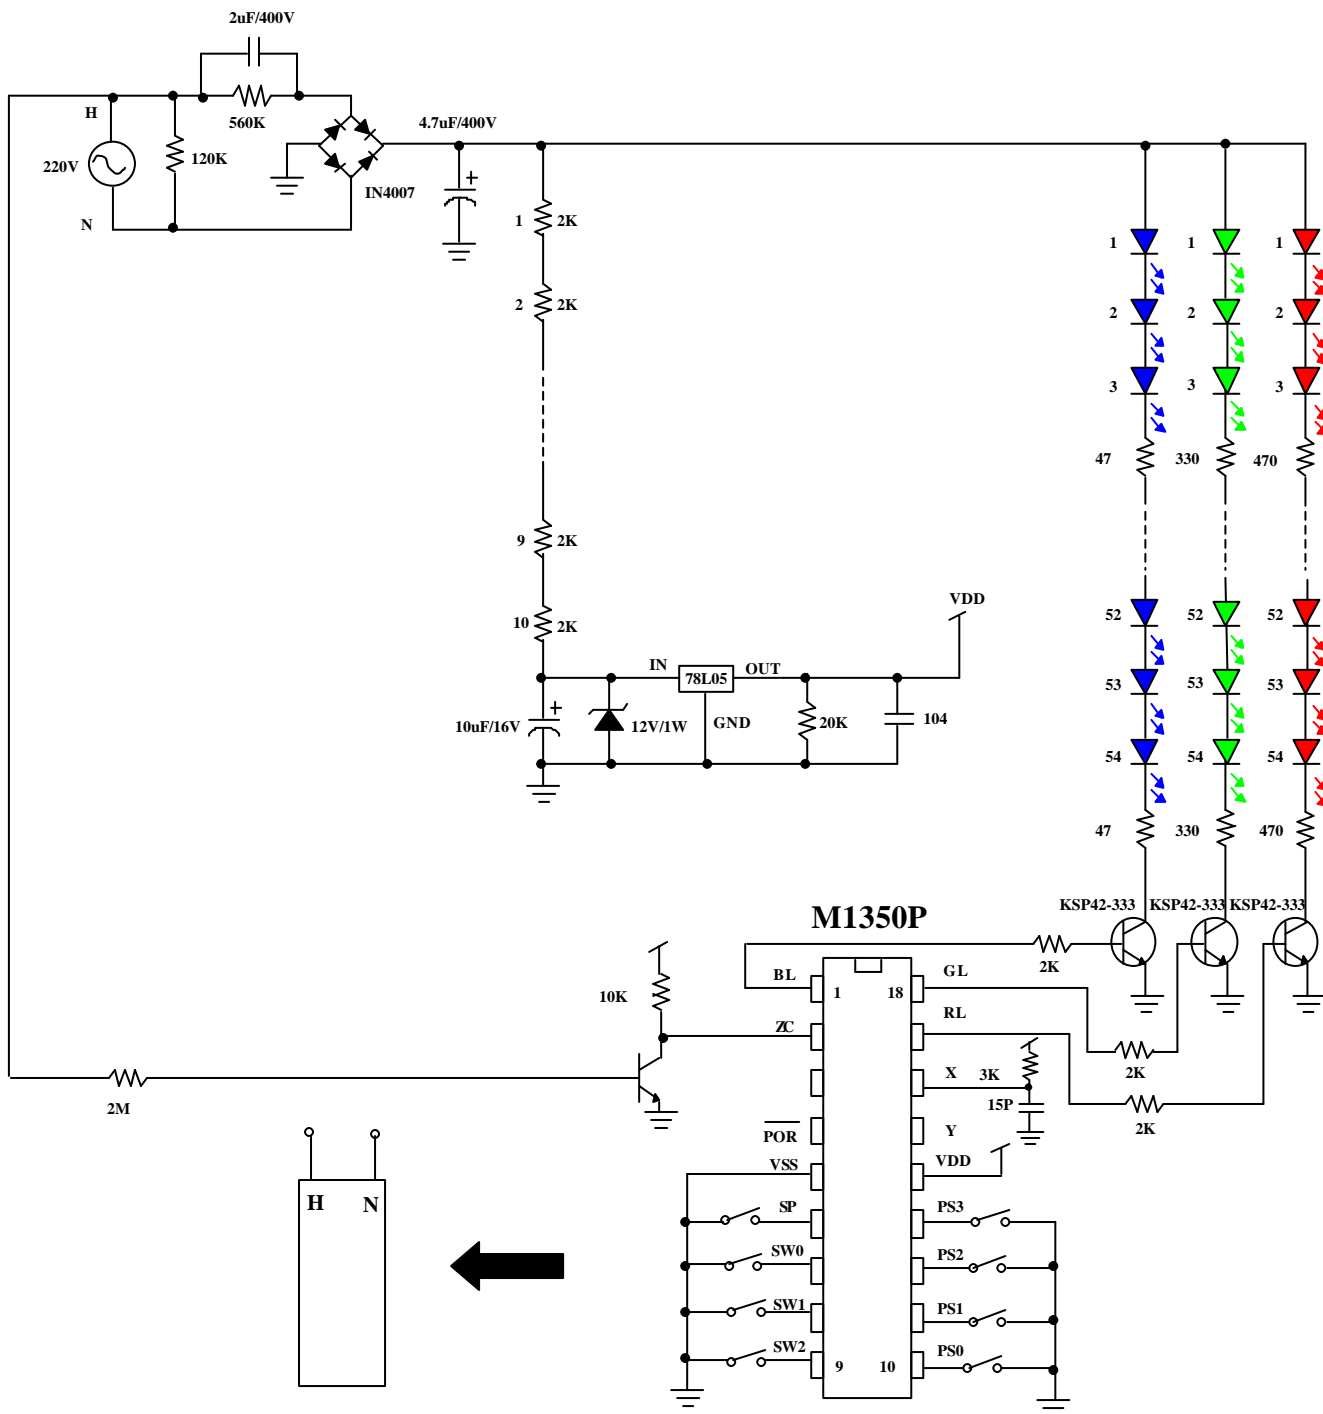 2uF/400V
H
560K
4.7uF/400V
220V
120K
IN4007
N
1 2K
1 1 1
2 2K
2 2 2
3 3 3
47 330 470
9 2K
10 2K
VDD
52 52 52
IN 78L05 OUT
53 53 53
10uF/16V 12V/1W GND 20K 104
54 54 54
47 330 470
KSP42-333 KSP42-333 KSP42-333
M1350P
2K
BL 1 18 GL
10K
ZC RL
X 3K
2K
2M
15P
2K
POR Y
VSS VDD
H N
SP PS3
SW0 PS2
SW1 PS1
SW2 9 10 PS0